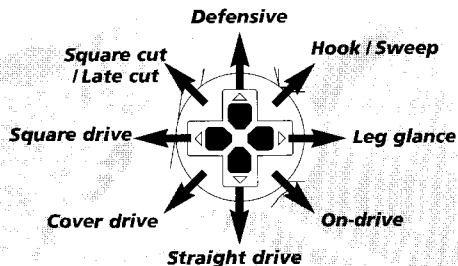 Defensive
Square cut
/ Late cut
Hook / Sweep
Square drive
Leg glance
Cover drive
On-drive
Straight drive